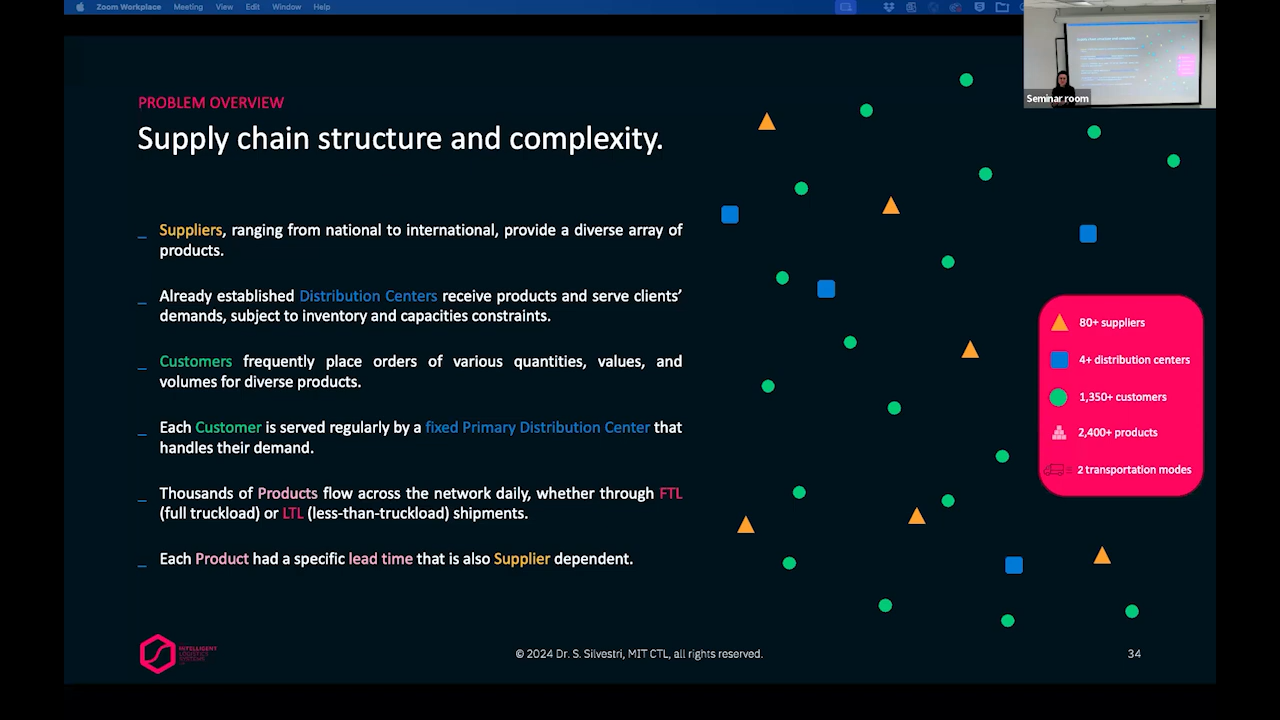 Zoom Workplace Meeting View Edit Window Help
Seminar room
PROBLEM OVERVIEW
Supply chain structure and complexity.
_ Suppliers, ranging from national to international, provide a diverse array of
products.
_ Already established Distribution Centers receive products and serve clients’
demands, subject to inventory and capacities constraints.
_ Customers frequently place orders of various quantities, values, and
volumes for diverse products.
_ Each Customer is served regularly by a fixed Primary Distribution Center that
handles their demand.
_ Thousands of Products flow across the network daily, whether through FTL
(full truckload) or LTL (less-than-truckload) shipments.
_ Each Product had a specific lead time that is also Supplier dependent.
80+ suppliers
4+ distribution centers
1,350+ customers
2,400+ products
2 transportation modes
INTELLIGENT
LOGISTICS
SYSTEMS
© 2024 Dr. S. Silvestri, MIT CTL, all rights reserved.
34